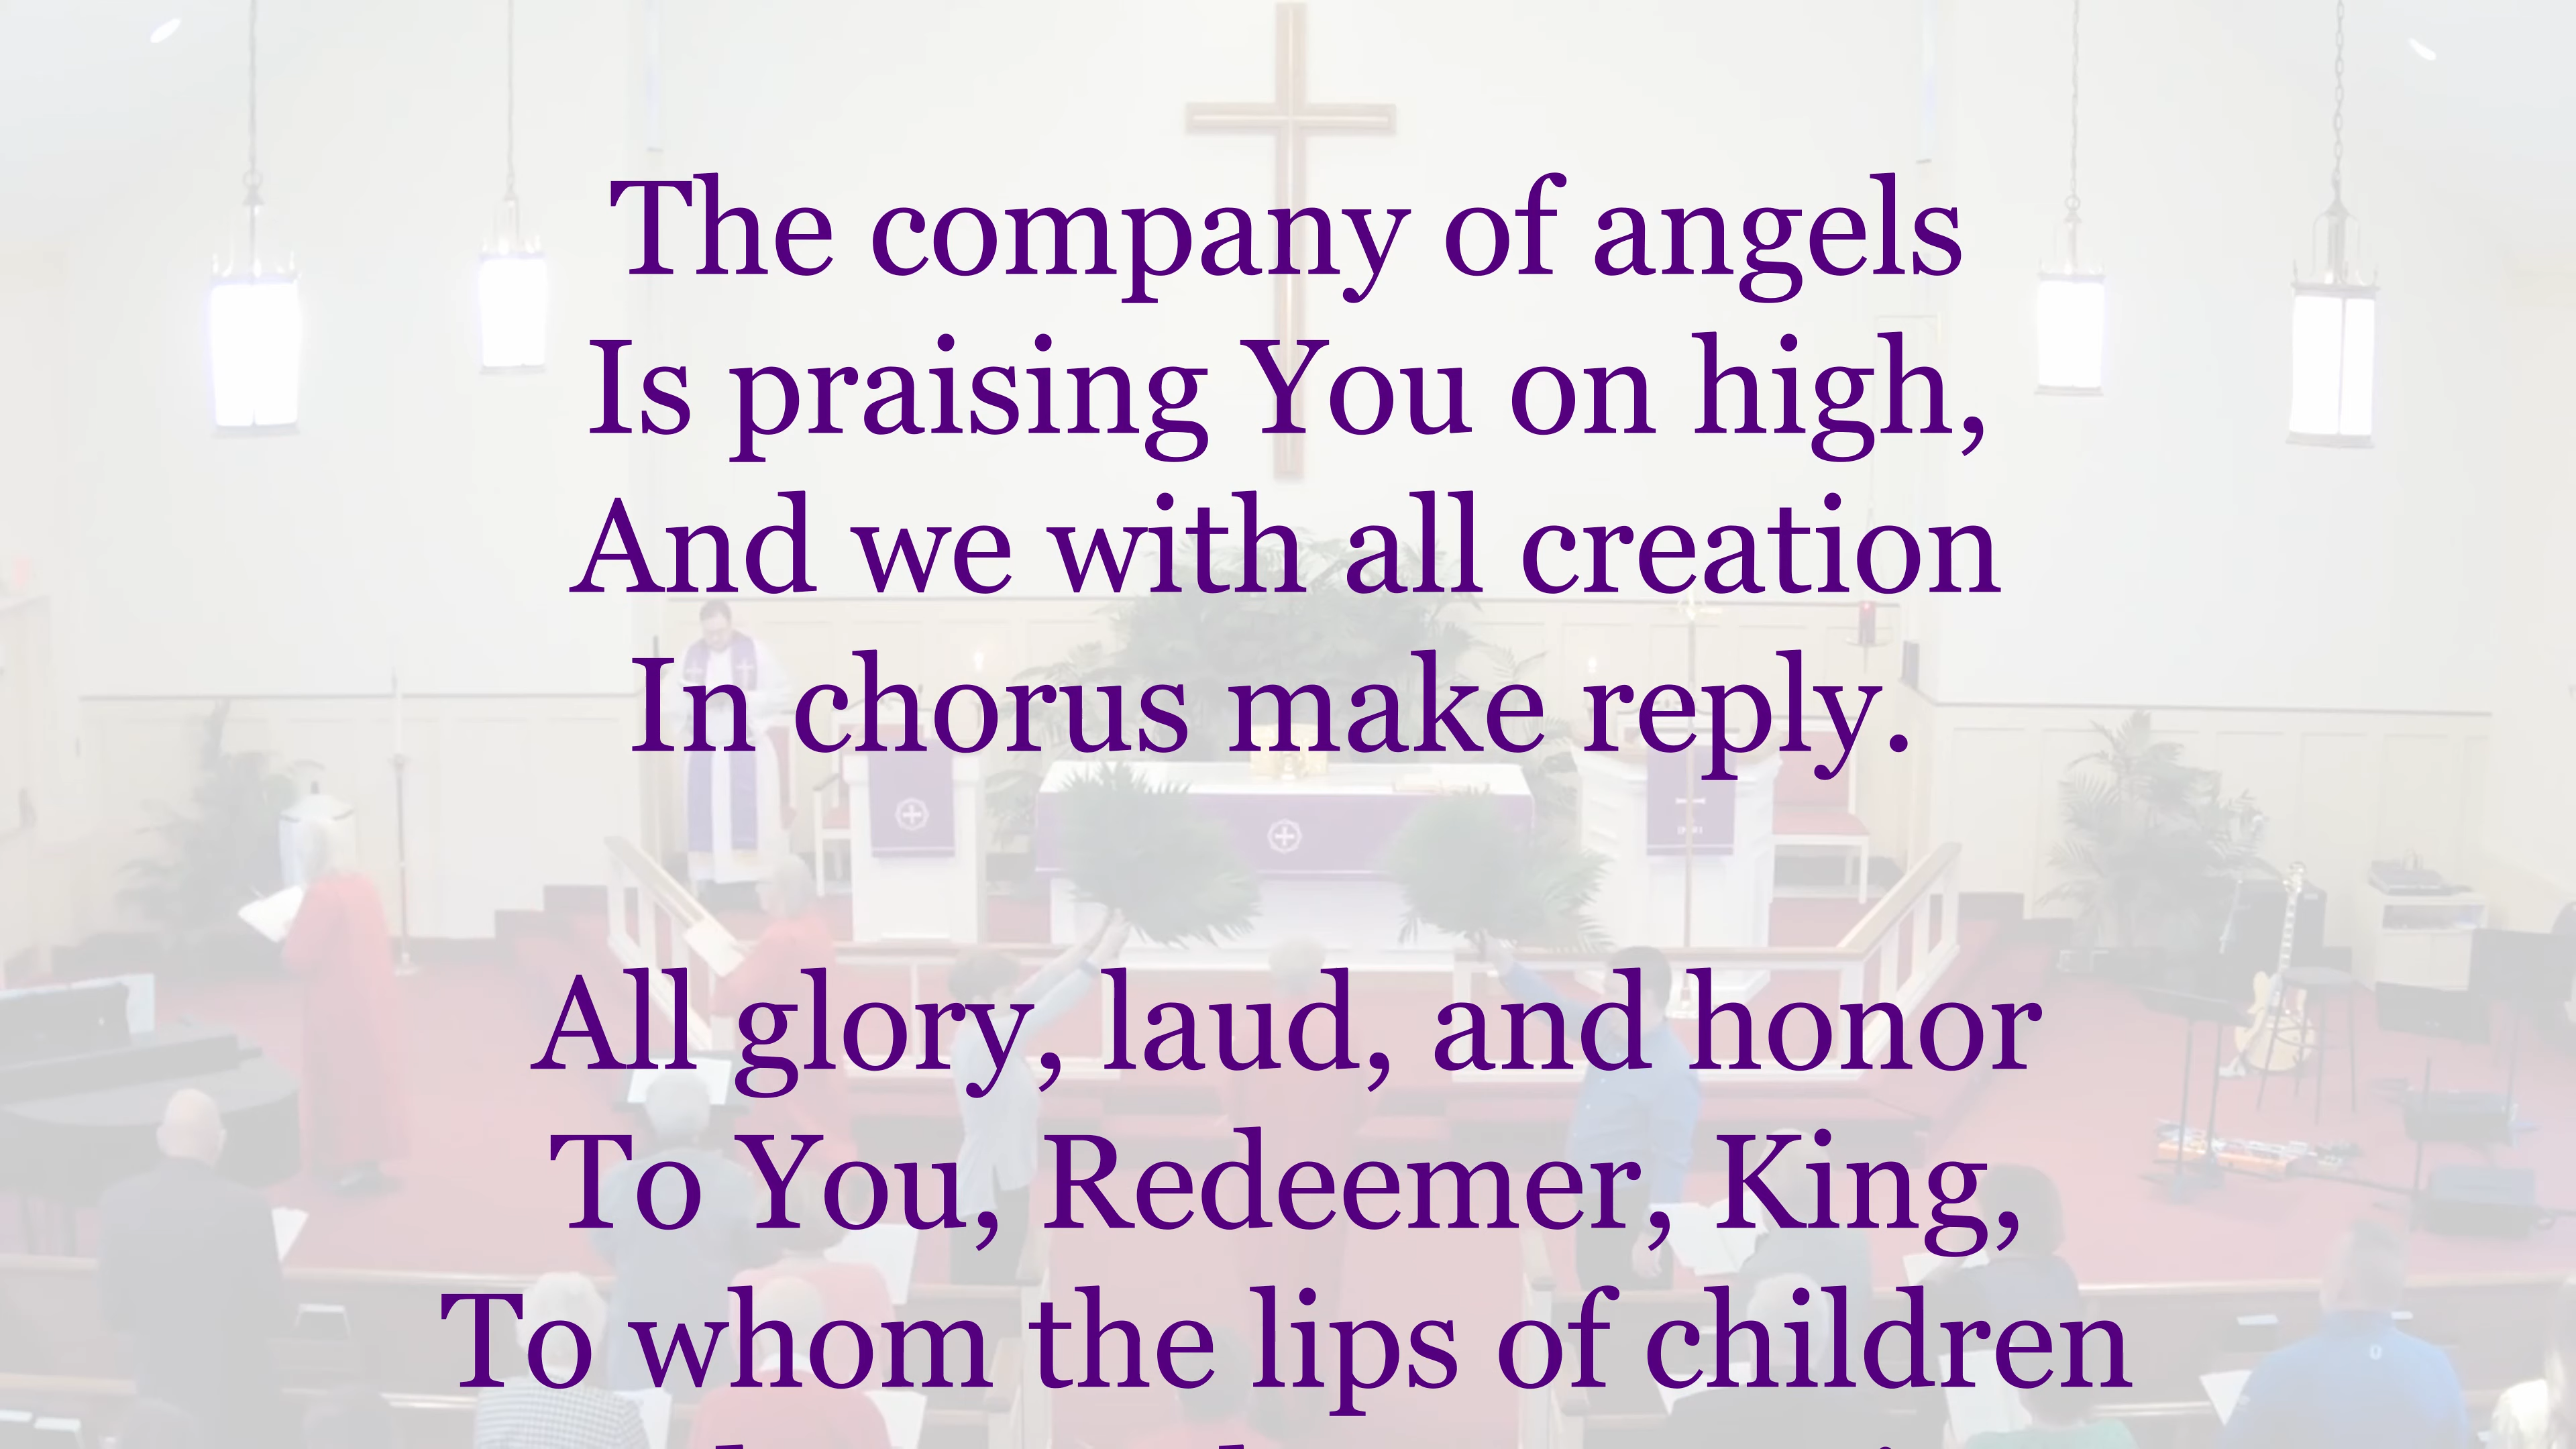 The company of angels
Is praising You on high,
And we with all creation
In chorus make reply.
All glory, laud, and honor
To You, Redeemer, King,
To whom the lips of children